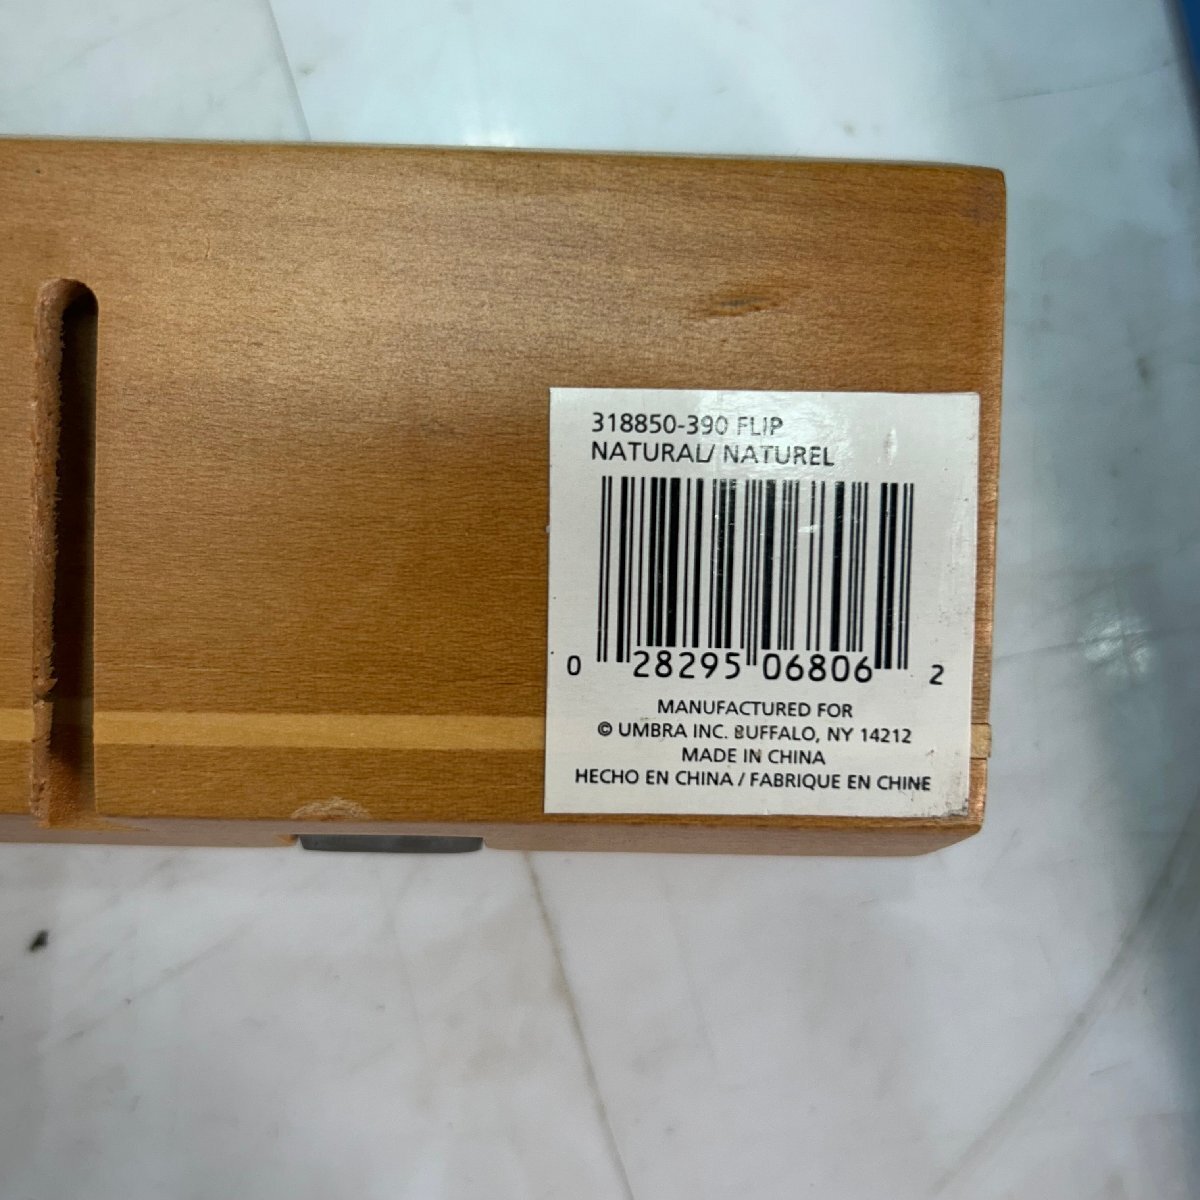 318850-390 FLIP
NATURAL/ NATUREL
0 28295 06806 2
MANUFACTURED FOR
© UMBRA INC. BUFFALO, NY 14212
MADE IN CHINA
HECHO EN CHINA / FABRIQUE EN CHINE